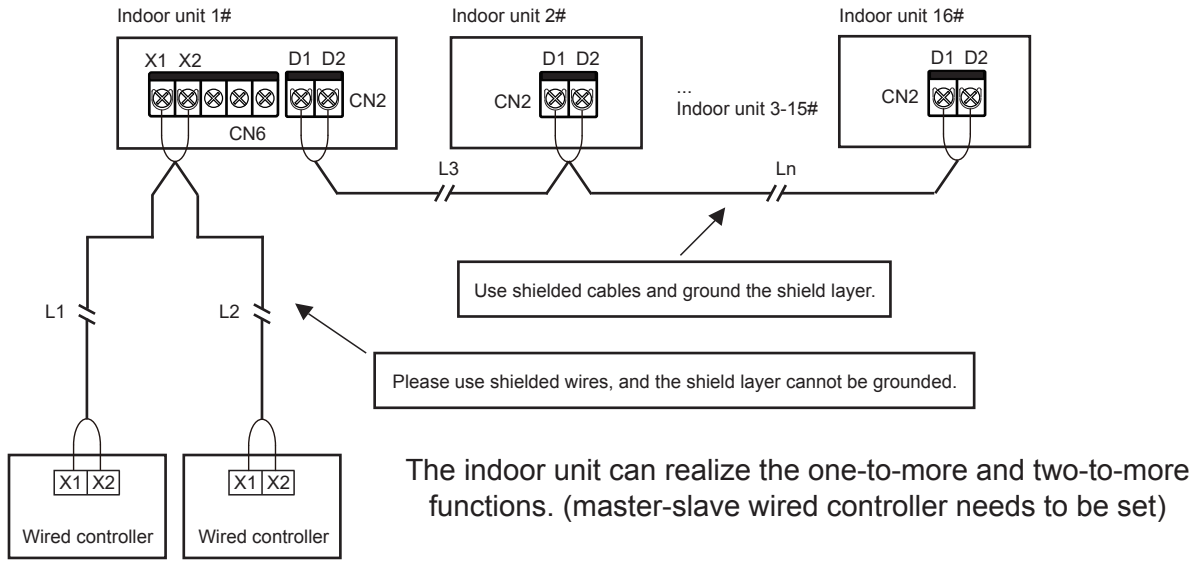 Indoor unit 1#
Indoor unit 2#
Indoor unit 16#
X1 X2
D1 D2
CN2
CN6
D1 D2
CN2
...
Indoor unit 3-15#
D1 D2
CN2
L3
Ln
Use shielded cables and ground the shield layer.
L1
L2
Please use shielded wires, and the shield layer cannot be grounded.
X1 X2
Wired controller
X1 X2
Wired controller
The indoor unit can realize the one-to-more and two-to-more
functions. (master-slave wired controller needs to be set)